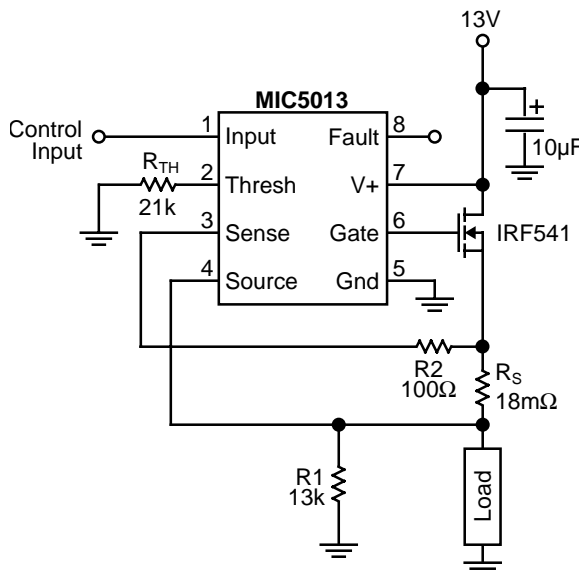 13V
MIC5013
Control
Input
1
Input
Fault
8
+
10µF
R_TH
21k
2
Thresh
V+
7
3
Sense
Gate
6
IRF541
4
Source
Gnd
5
R2
100Ω
R_S
18mΩ
R1
13k
Load